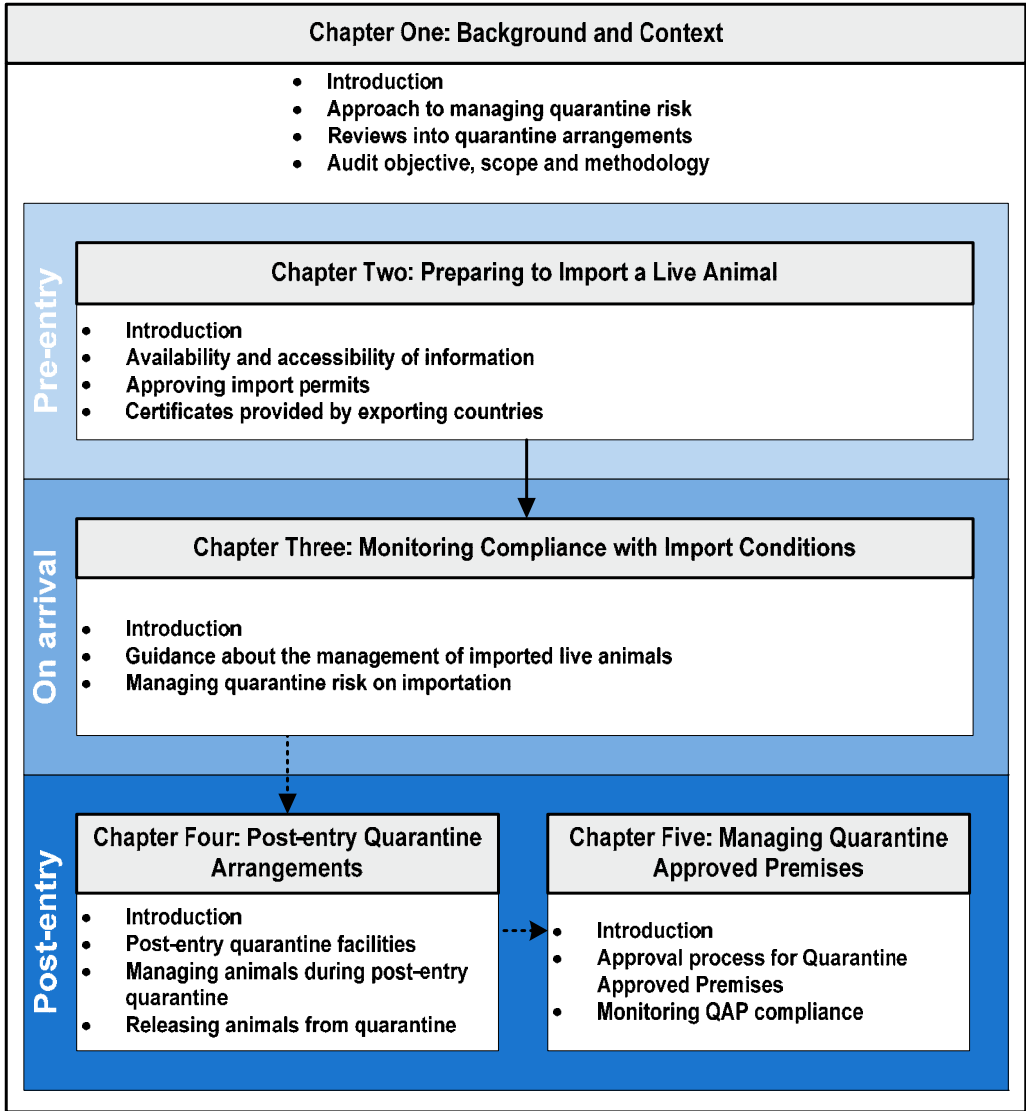 Chapter One: Background and Context
• Introduction
• Approach to managing quarantine risk
• Reviews into quarantine arrangements
• Audit objective, scope and methodology
Pre-entry
Chapter Two: Preparing to Import a Live Animal
• Introduction
• Availability and accessibility of information
• Approving import permits
• Certificates provided by exporting countries
On arrival
Chapter Three: Monitoring Compliance with Import Conditions
• Introduction
• Guidance about the management of imported live animals
• Managing quarantine risk on importation
Post-entry
Chapter Four: Post-entry Quarantine
Arrangements
• Introduction
• Post-entry quarantine facilities
• Managing animals during post-entry
quarantine
• Releasing animals from quarantine
Chapter Five: Managing Quarantine
Approved Premises
• Introduction
• Approval process for Quarantine
Approved Premises
• Monitoring QAP compliance